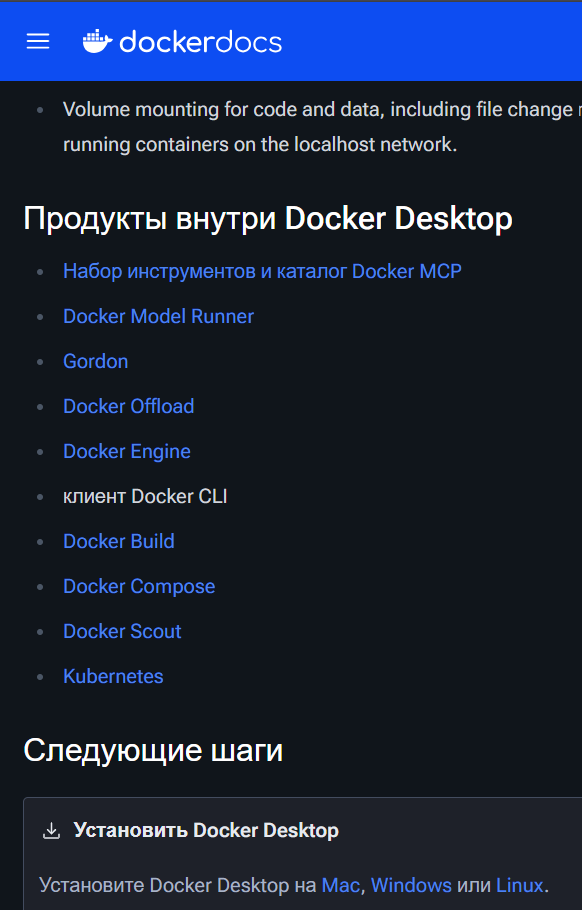 dockerdocs
Volume mounting for code and data, including file change
running containers on the localhost network.
Продукты внутри Docker Desktop
Набор инструментов и каталог Docker MCP
Docker Model Runner
Gordon
Docker Offload
Docker Engine
клиент Docker CLI
Docker Build
Docker Compose
Docker Scout
Kubernetes
Следующие шаги
Установить Docker Desktop
Установите Docker Desktop на Mac, Windows или Linux.